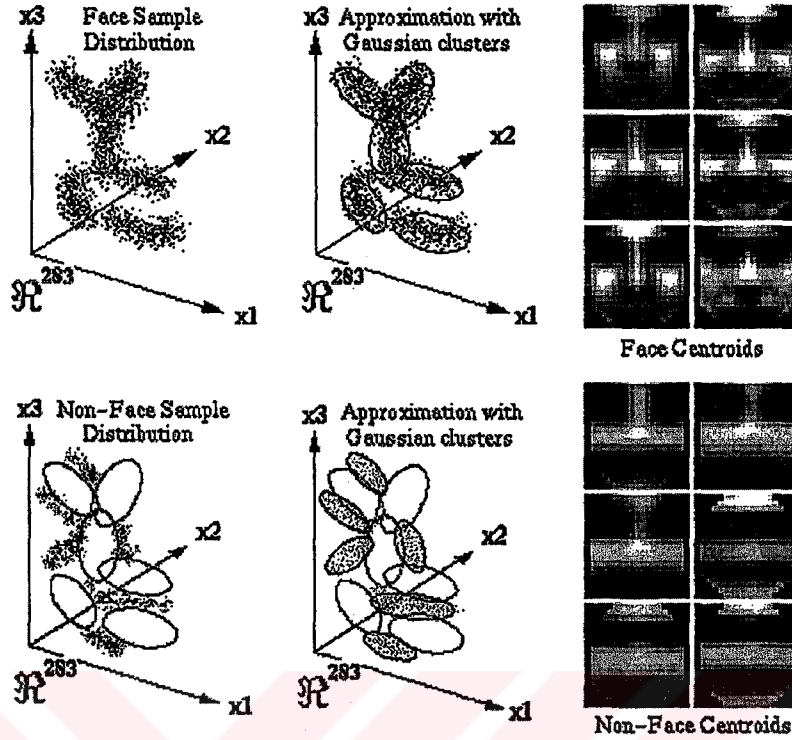 x3 Face Sample
Distribution
x2
x1
ℜ283
x3 Approximation with
Gaussian clusters
x2
x1
ℜ283
Face Centroids
x3 Non-Face Sample
Distribution
x2
x1
ℜ283
x3 Approximation with
Gaussian clusters
x2
x1
ℜ283
Non-Face Centroids